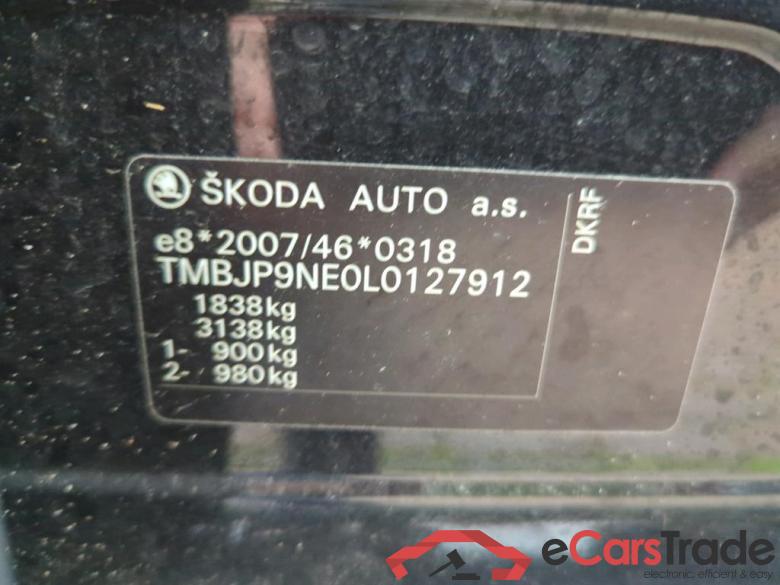 ŠKODA AUTO a.s.
DKRF
e8*2007/46*0318
TMBJP9NE0L0127912
1838kg
3138kg
1- 900kg
2- 980kg
eCarsTrade
electronic, efficient & easy